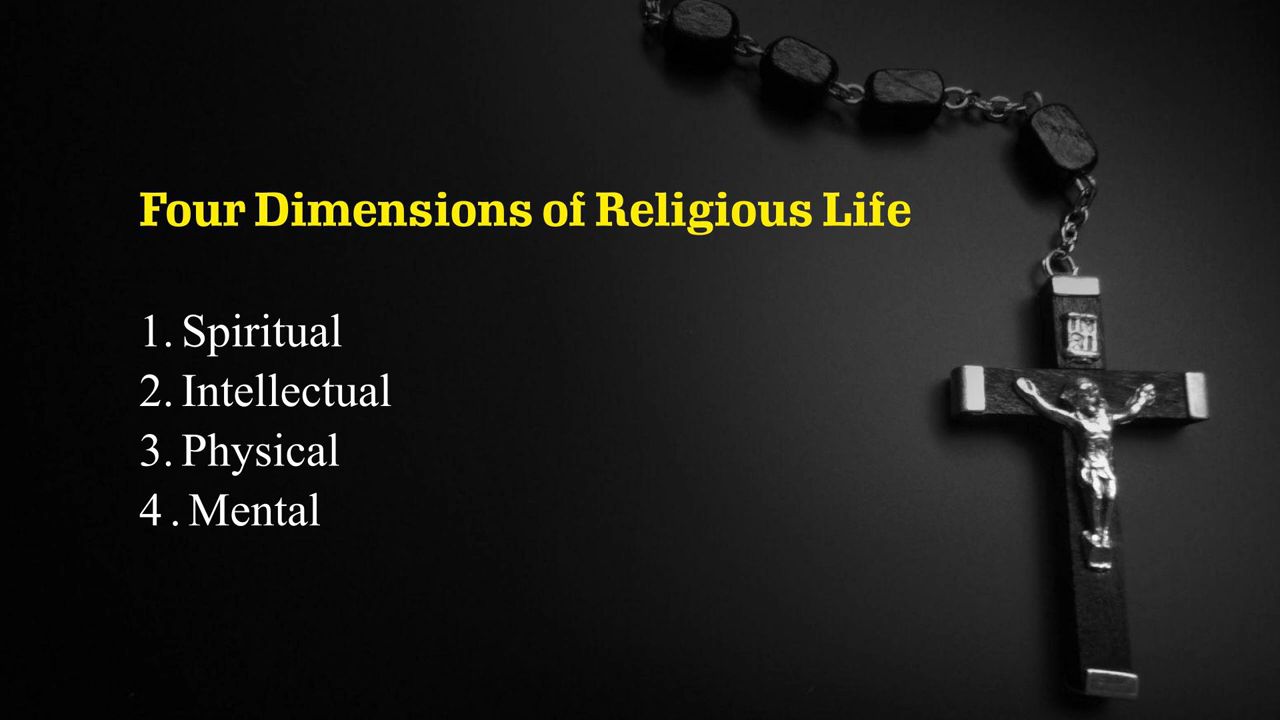 Four Dimensions of Religious Life
1. Spiritual
2. Intellectual
3. Physical
4 . Mental